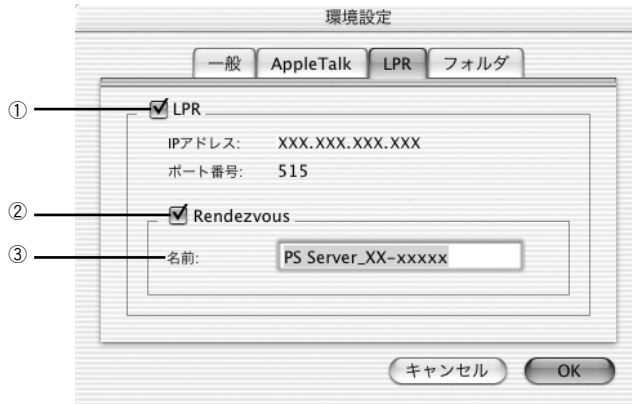 環境設定
一般 AppleTalk LPR フォルダ
① LPR
IPアドレス: XXX.XXX.XXX.XXX
ポート番号: 515
② Rendezvous
③ 名前: PS Server_XX-xxxxx
キャンセル OK